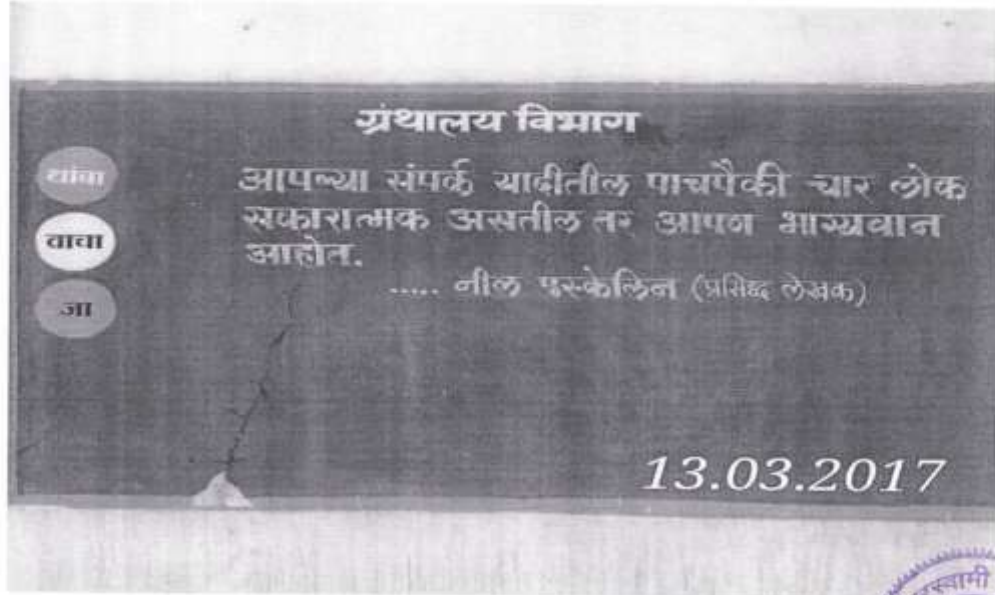 ग्रंथालय विभाग
थांबा
वाचा
जा
आपल्या संपर्क यादीतील पाचपैकी चार लोक
सकारात्मक असतील तर आपण भाग्यवान
आहोत.
..... नील एस्केलिन (प्रसिद्ध लेखक)
13.03.2017